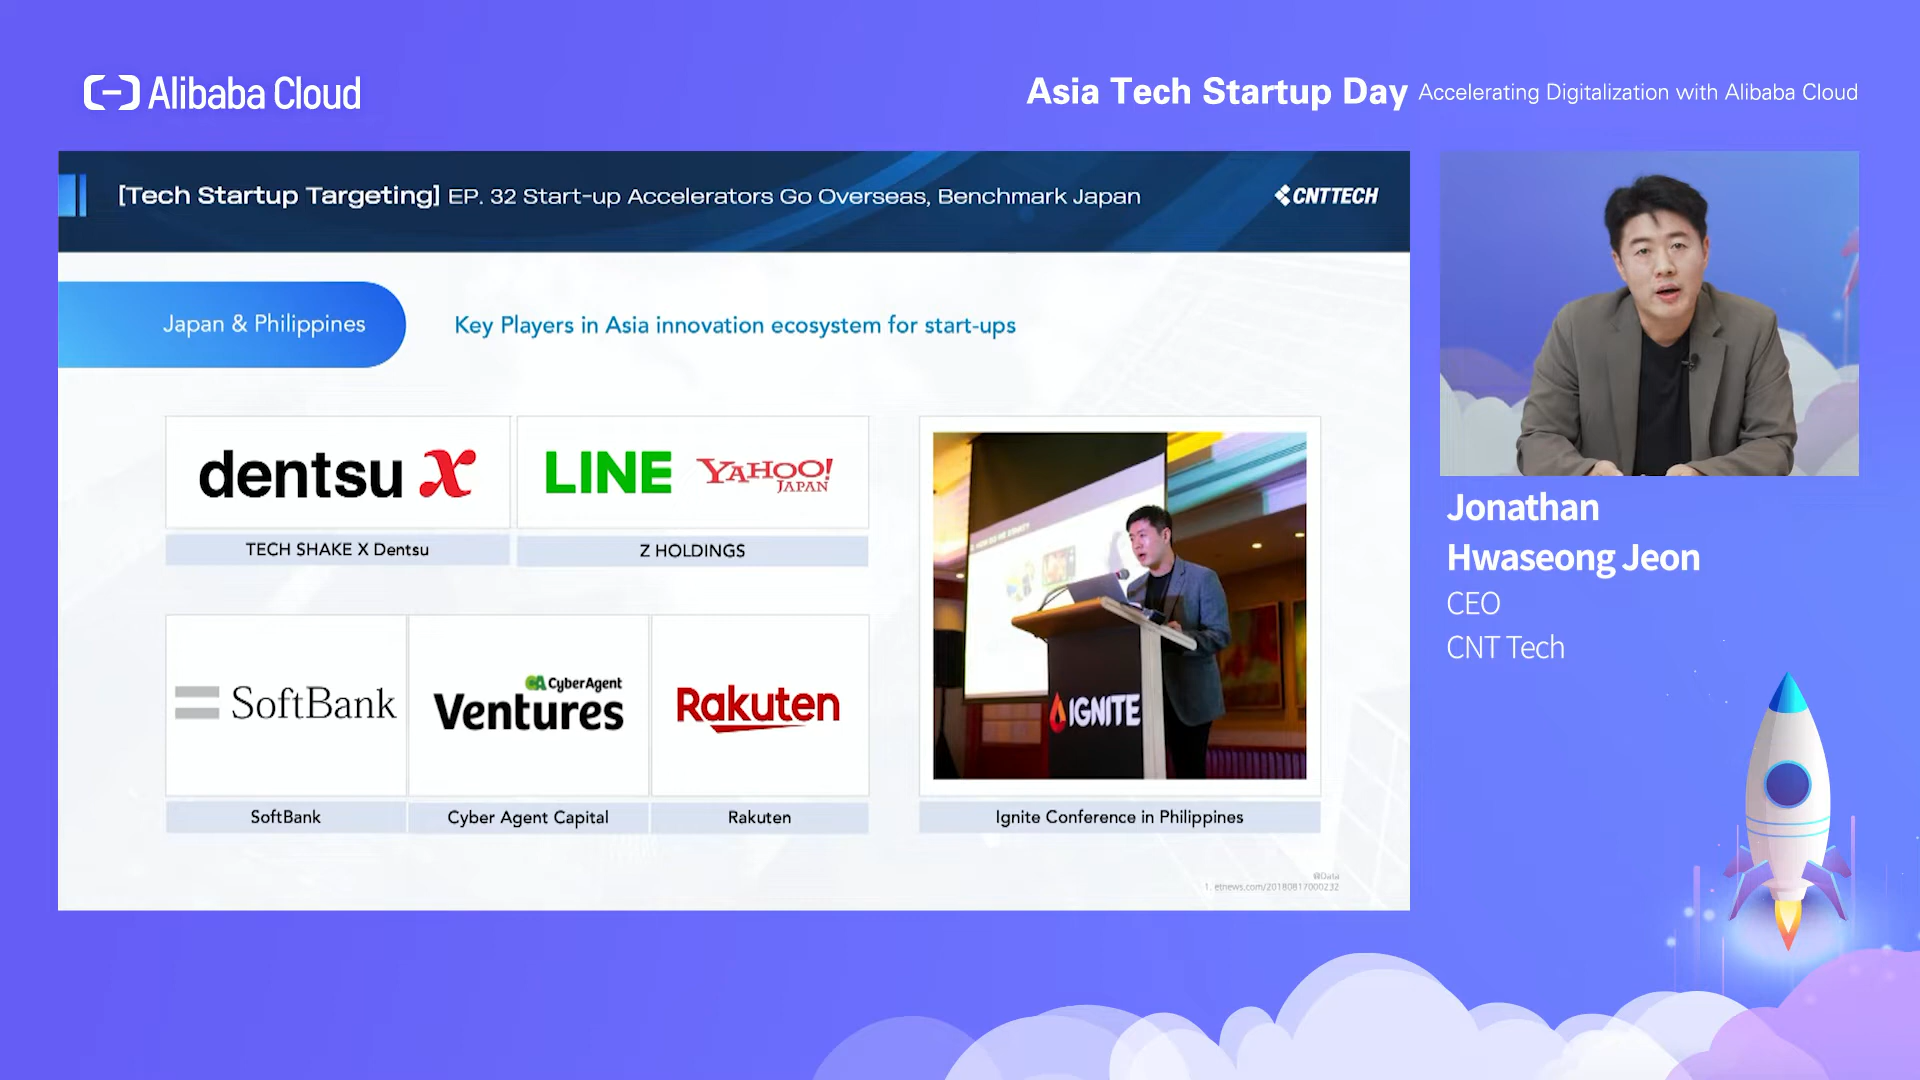 Alibaba Cloud
Asia Tech Startup Day Accelerating Digitalization with Alibaba Cloud
[Tech Startup Targeting] EP. 32 Start-up Accelerators Go Overseas, Benchmark Japan
CNTTECH
Japan & Philippines
Key Players in Asia innovation ecosystem for start-ups
dentsu X
LINE YAHOO! JAPAN
TECH SHAKE X Dentsu
Z HOLDINGS
SoftBank
CA CyberAgent
Ventures
Rakuten
IGNITE
SoftBank
Cyber Agent Capital
Rakuten
Ignite Conference in Philippines
1. etnews.com/20180817000232
Jonathan
Hwaseong Jeon
CEO
CNT Tech